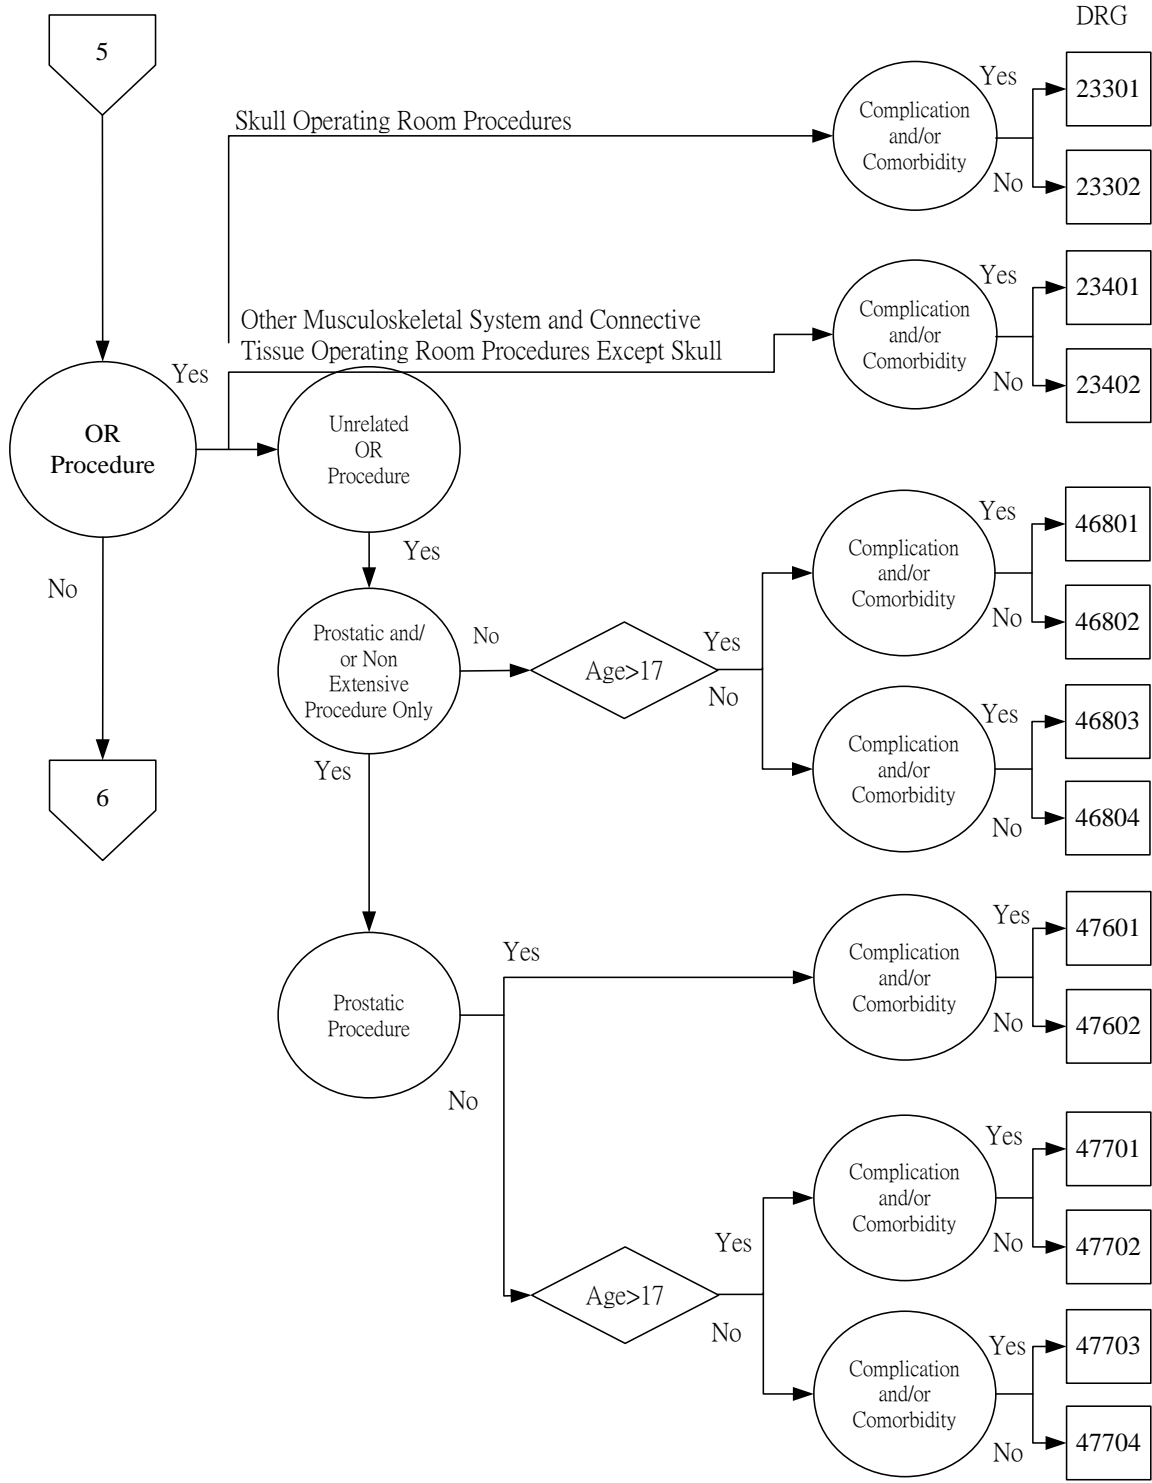 DRG
5
Yes
23301
Skull Operating Room Procedures
Complication
and/or
Comorbidity
No
23302
Yes
23401
Other Musculoskeletal System and Connective
Tissue Operating Room Procedures Except Skull
Complication
and/or
Comorbidity
No
23402
Yes
OR
Procedure
Unrelated
OR
Procedure
Yes
No
Yes
46801
Complication
and/or
Comorbidity
No
46802
Prostatic and/
or Non
Extensive
Procedure Only
No
Age>17
Yes
No
Yes
46803
Complication
and/or
Comorbidity
No
46804
Yes
6
Yes
47601
Complication
and/or
Comorbidity
No
47602
Yes
Prostatic
Procedure
No
Yes
47701
Complication
and/or
Comorbidity
No
47702
Yes
Age>17
No
Yes
47703
Complication
and/or
Comorbidity
No
47704